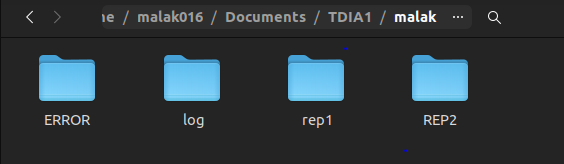 ne / malak016 / Documents / TDIA1 / malak ...
ERROR log rep1 REP2